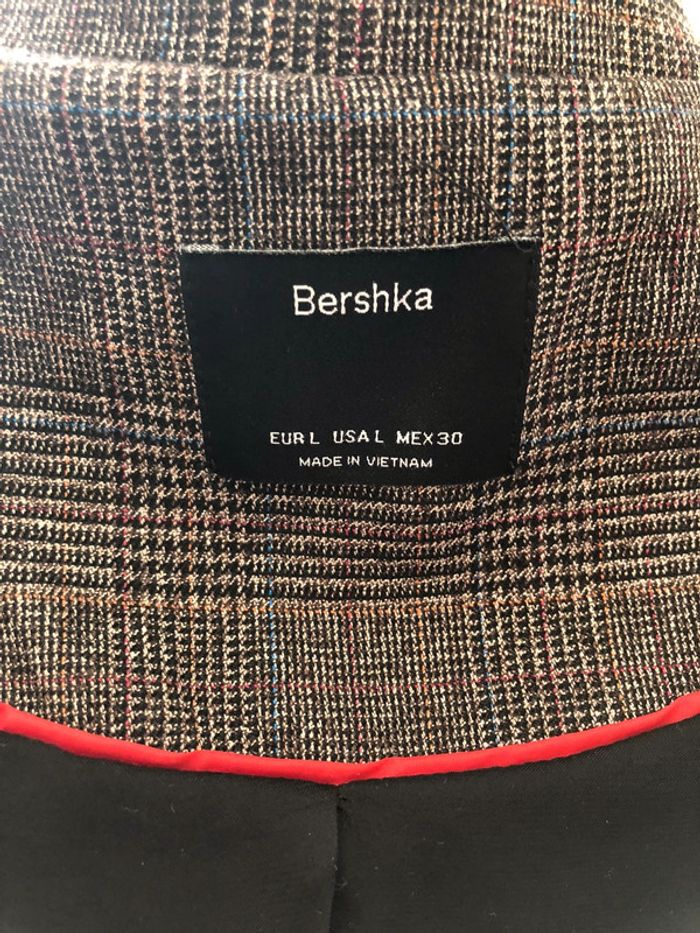 Bershka
EUR L USA L MEX 30
MADE IN VIETNAM